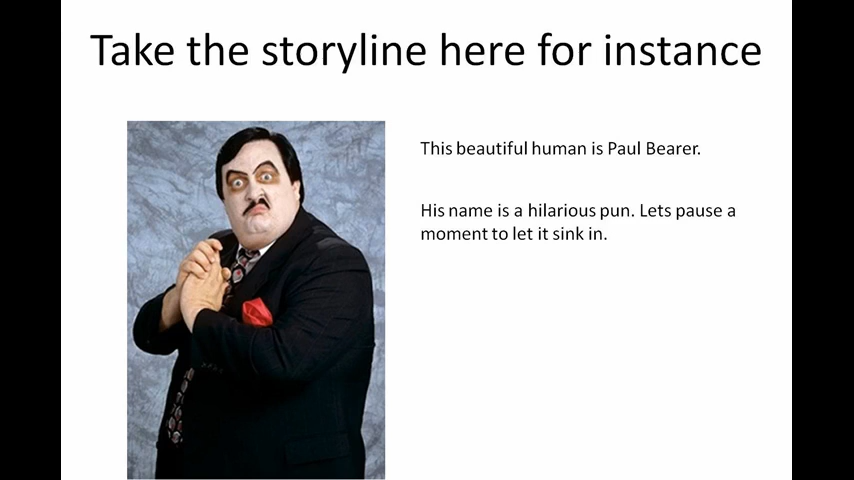 Take the storyline here for instance
This beautiful human is Paul Bearer.
His name is a hilarious pun. Lets pause a
moment to let it sink in.